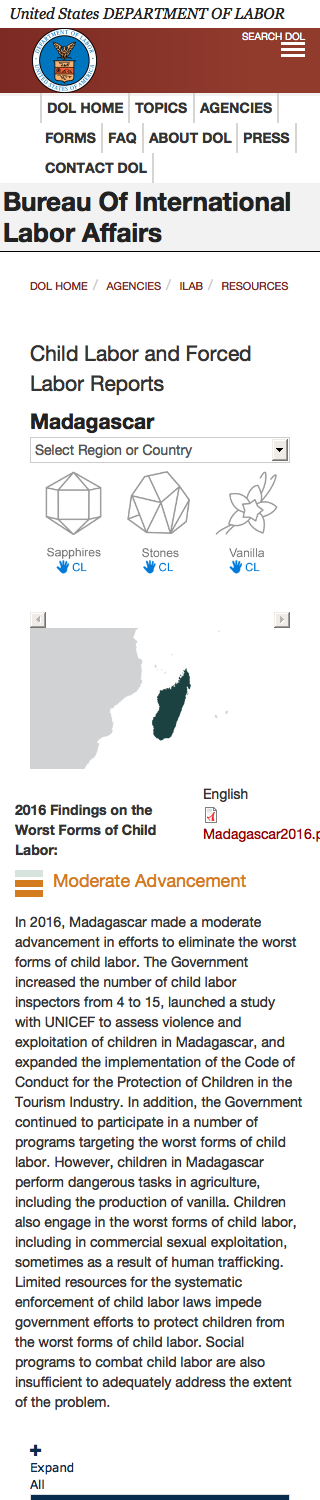 United States DEPARTMENT OF LABOR
SEARCH DOL
DOL HOME TOPICS AGENCIES
FORMS FAQ ABOUT DOL PRESS
CONTACT DOL
Bureau Of International
Labor Affairs
DOL HOME / AGENCIES / ILAB / RESOURCES
Child Labor and Forced
Labor Reports
Madagascar
Select Region or Country
Sapphires Stones Vanilla
CL CL CL
English
Madagascar2016.p
2016 Findings on the
Worst Forms of Child
Labor:
Moderate Advancement
In 2016, Madagascar made a moderate
advancement in efforts to eliminate the worst
forms of child labor. The Government
increased the number of child labor
inspectors from 4 to 15, launched a study
with UNICEF to assess violence and
exploitation of children in Madagascar, and
expanded the implementation of the Code of
Conduct for the Protection of Children in the
Tourism Industry. In addition, the Government
continued to participate in a number of
programs targeting the worst forms of child
labor. However, children in Madagascar
perform dangerous tasks in agriculture,
including the production of vanilla. Children
also engage in the worst forms of child labor,
including in commercial sexual exploitation,
sometimes as a result of human trafficking.
Limited resources for the systematic
enforcement of child labor laws impede
government efforts to protect children from
the worst forms of child labor. Social
programs to combat child labor are also
insufficient to adequately address the extent
of the problem.
Expand
All